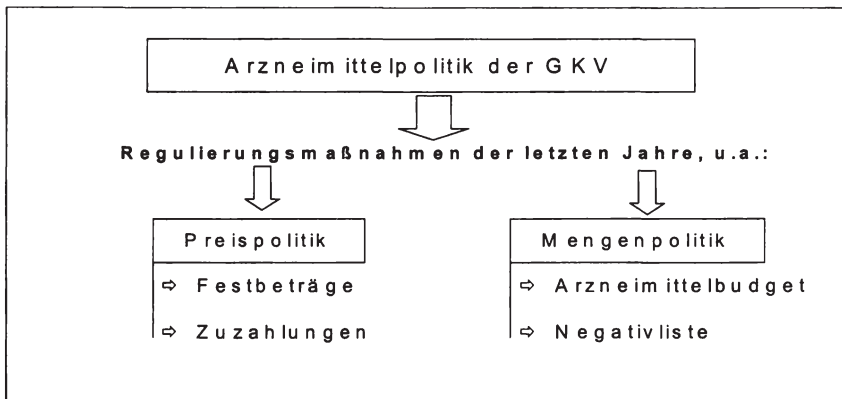 Arzneimittelpolitik der GKV
Regulierungsmaßnahmen der letzten Jahre, u.a.:
Preispolitik
⇨ Festbeträge
⇨ Zuzahlungen
Mengenpolitik
⇨ Arzneimittelbudget
⇨ Negativliste